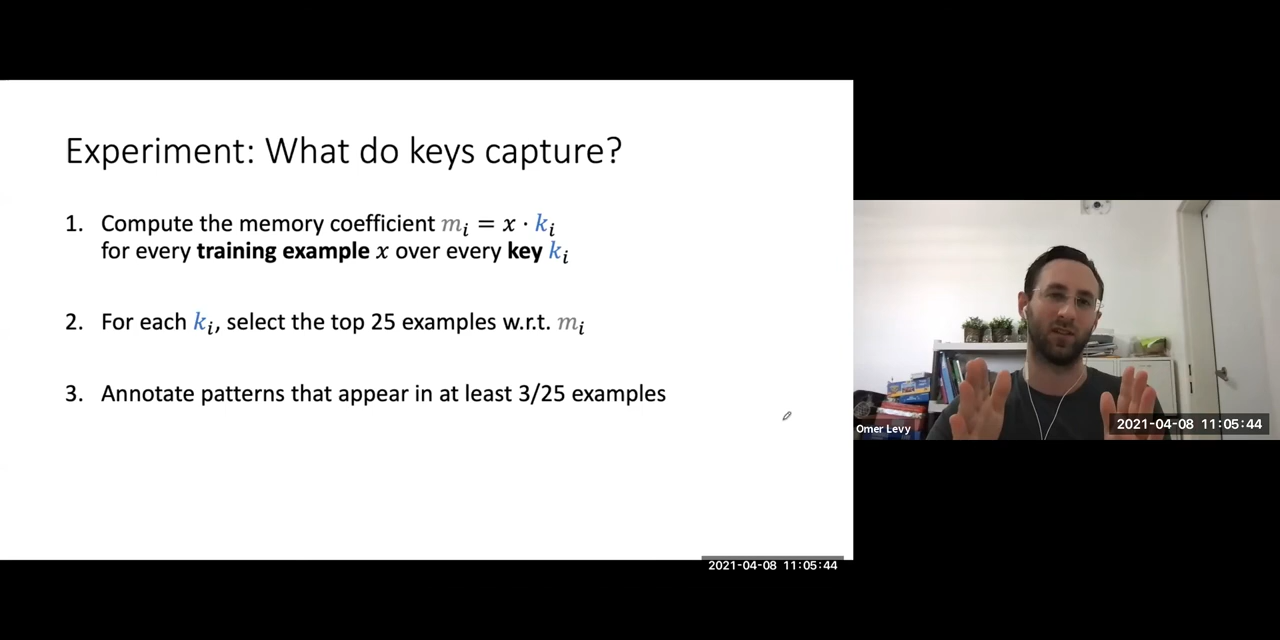 Experiment: What do keys capture?
1. Compute the memory coefficient mᵢ = x · kᵢ
for every training example x over every key kᵢ
2. For each kᵢ, select the top 25 examples w.r.t. mᵢ
3. Annotate patterns that appear in at least 3/25 examples
Omer Levy
2021-04-08 11:05:44
2021-04-08 11:05:44